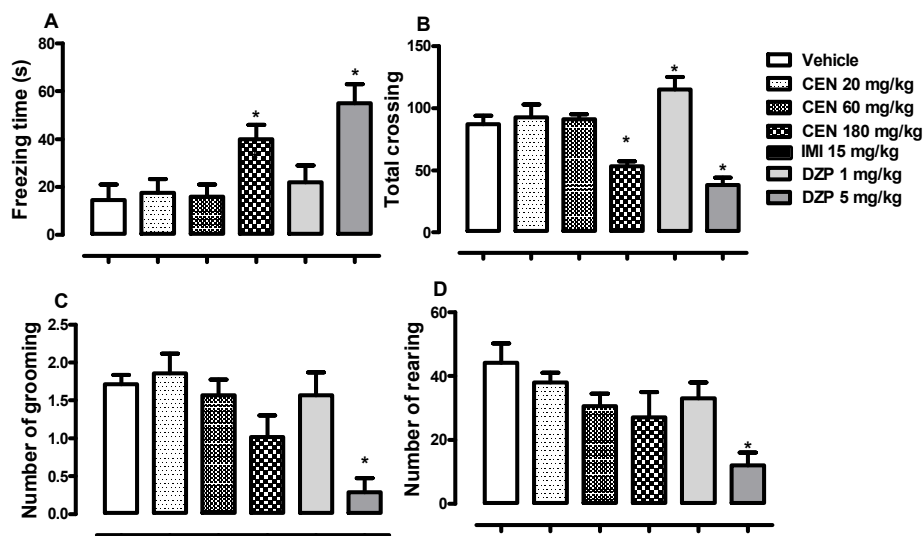 A
Freezing time (s)
80
60
40
20
0
*
*
B
Total crossing
150
100
50
0
*
*
*
Vehicle
CEN 20 mg/kg
CEN 60 mg/kg
CEN 180 mg/kg
IMI 15 mg/kg
DZP 1 mg/kg
DZP 5 mg/kg
C
Number of grooming
2.5
2.0
1.5
1.0
0.5
0.0
*
D
Number of rearing
60
40
20
0
*